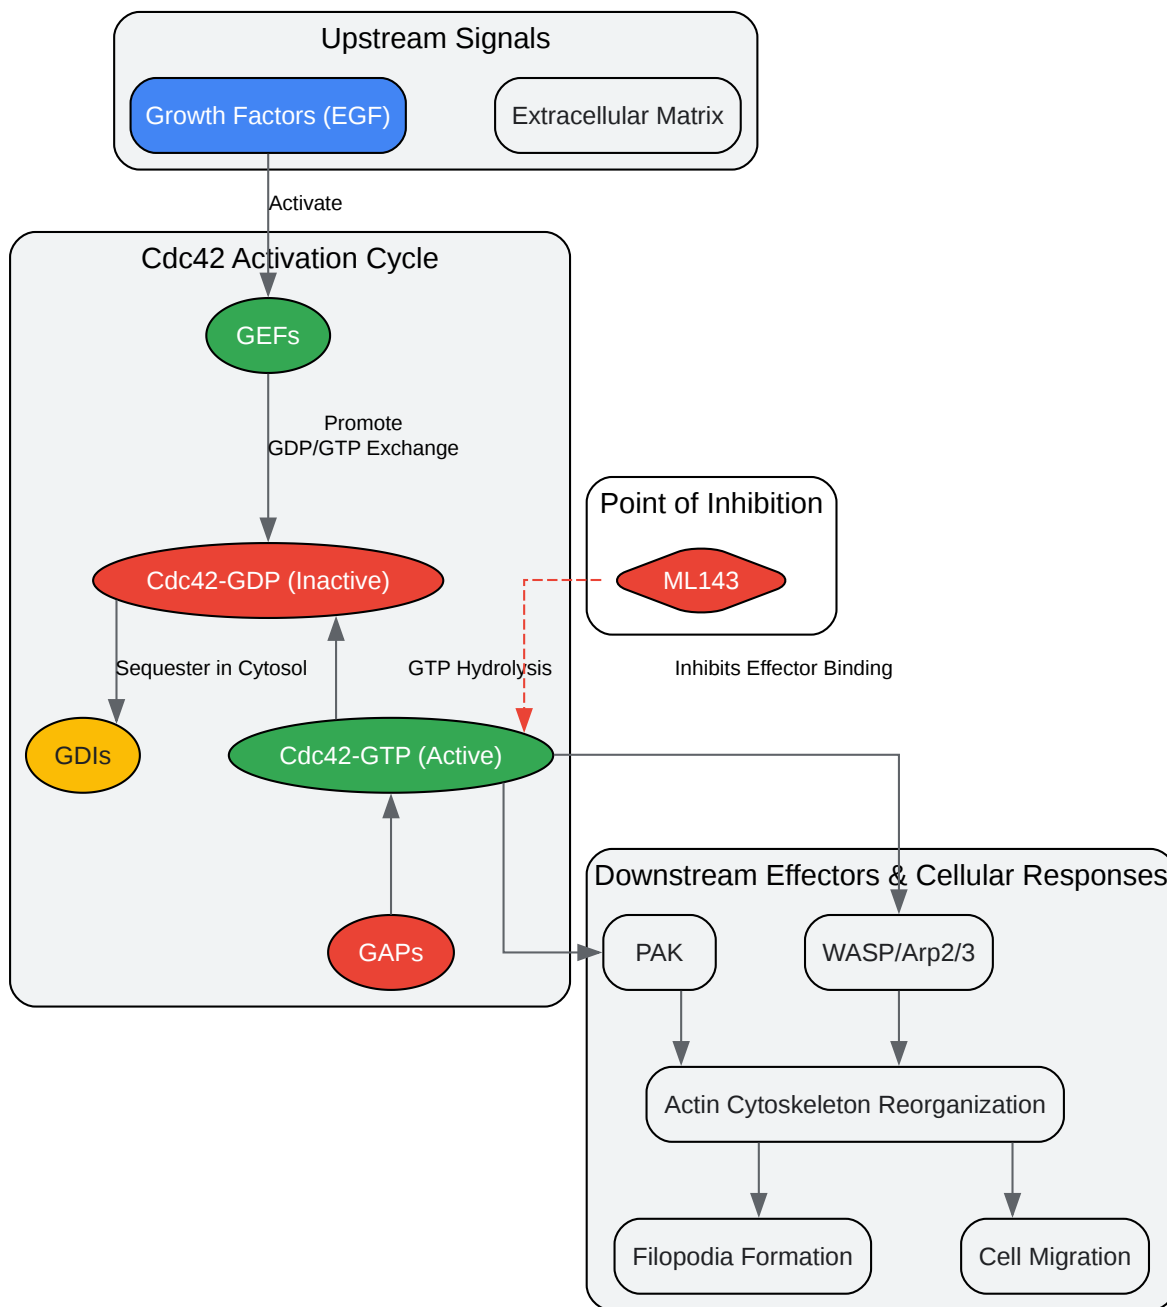 Upstream Signals
Growth Factors (EGF)
Extracellular Matrix
Activate
Cdc42 Activation Cycle
GEFs
Promote
GDP/GTP Exchange
Point of Inhibition
Cdc42-GDP (Inactive)
ML143
Sequester in Cytosol
GTP Hydrolysis
Inhibits Effector Binding
GDIs
Cdc42-GTP (Active)
Downstream Effectors & Cellular Responses
GAPs
PAK
WASP/Arp2/3
Actin Cytoskeleton Reorganization
Filopodia Formation
Cell Migration